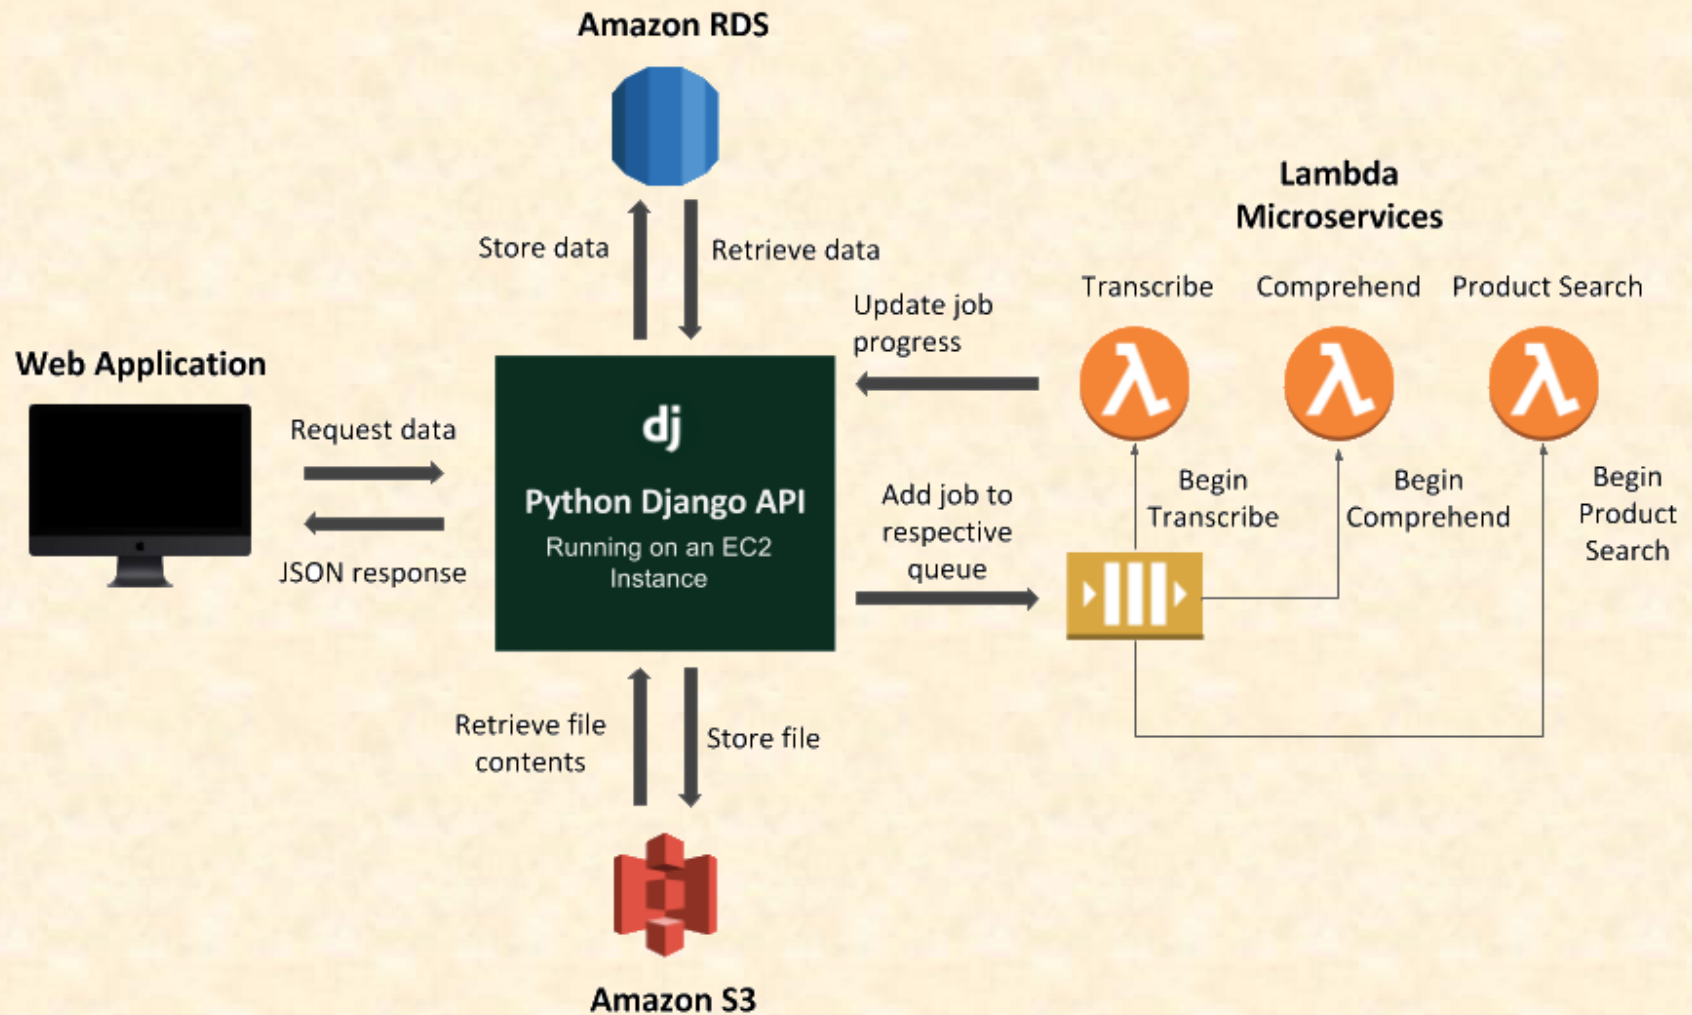 Amazon RDS
Store data
Retrieve data
Lambda
Microservices
Transcribe
Comprehend
Product Search
Update job
progress
Web Application
Request data
JSON response
dj
Python Django API
Running on an EC2
Instance
Add job to
respective
queue
Begin
Transcribe
Begin
Comprehend
Begin
Product
Search
Retrieve file
contents
Store file
Amazon S3